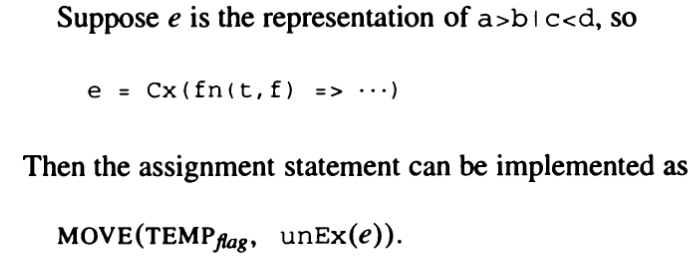 Suppose e is the representation of a>b|c<d, so
e = Cx(fn(t,f) => ···)
Then the assignment statement can be implemented as
MOVE(TEMPflag, unEx(e)).